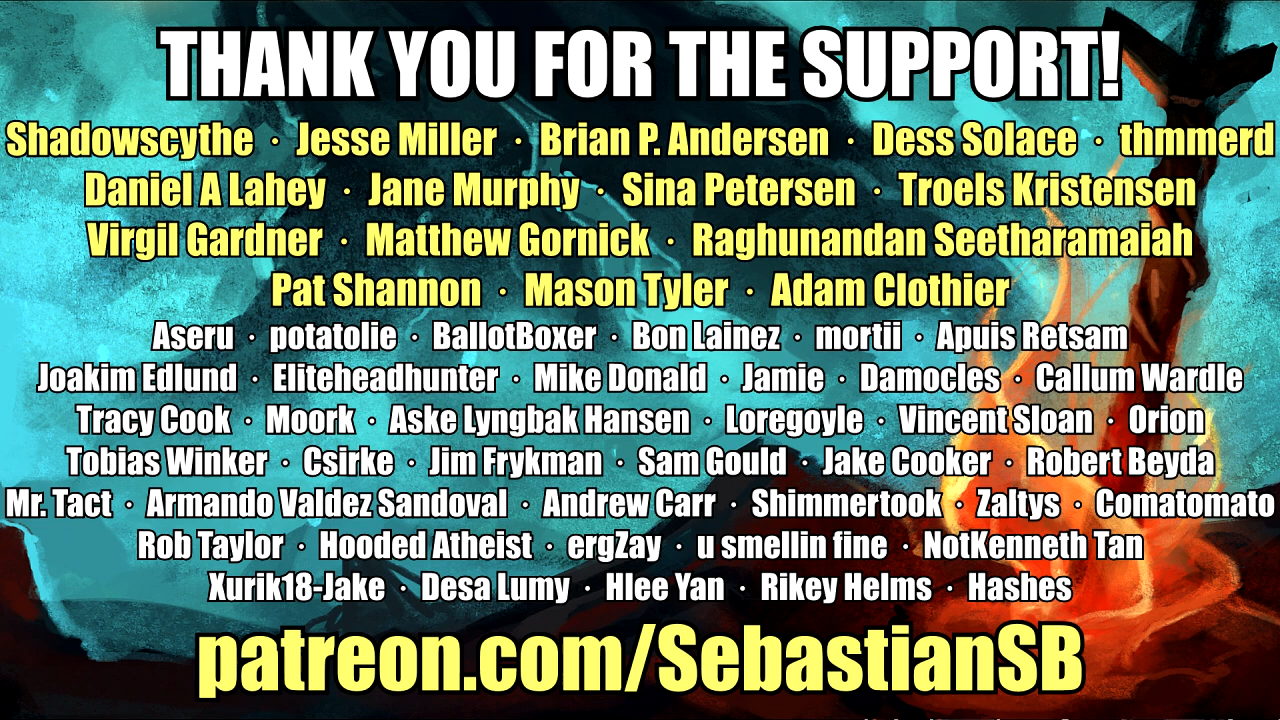 THANK YOU FOR THE SUPPORT!
Shadowscythe · Jesse Miller · Brian P. Andersen · Dess Solace · thmmerd
Daniel A Lahey · Jane Murphy · Sina Petersen · Troels Kristensen
Virgil Gardner · Matthew Gornick · Raghunandan Seetharamaiah
Pat Shannon · Mason Tyler · Adam Clothier
Aseru · potatolie · BallotBoxer · Bon Lainez · mortii · Apuis Retsam
Joakim Edlund · Eliteheadhunter · Mike Donald · Jamie · Damocles · Callum Wardle
Tracy Cook · Moork · Aske Lyngbak Hansen · Loregoyle · Vincent Sloan · Orion
Tobias Winker · Csirke · Jim Frykman · Sam Gould · Jake Cooker · Robert Beyda
Mr. Tact · Armando Valdez Sandoval · Andrew Carr · Shimmertook · Zaltys · Comatomato
Rob Taylor · Hooded Atheist · ergZay · u smellin fine · NotKenneth Tan
Xurik18-Jake · Desa Lumy · Hlee Yan · Rikey Helms · Hashes
patreon.com/SebastianSB